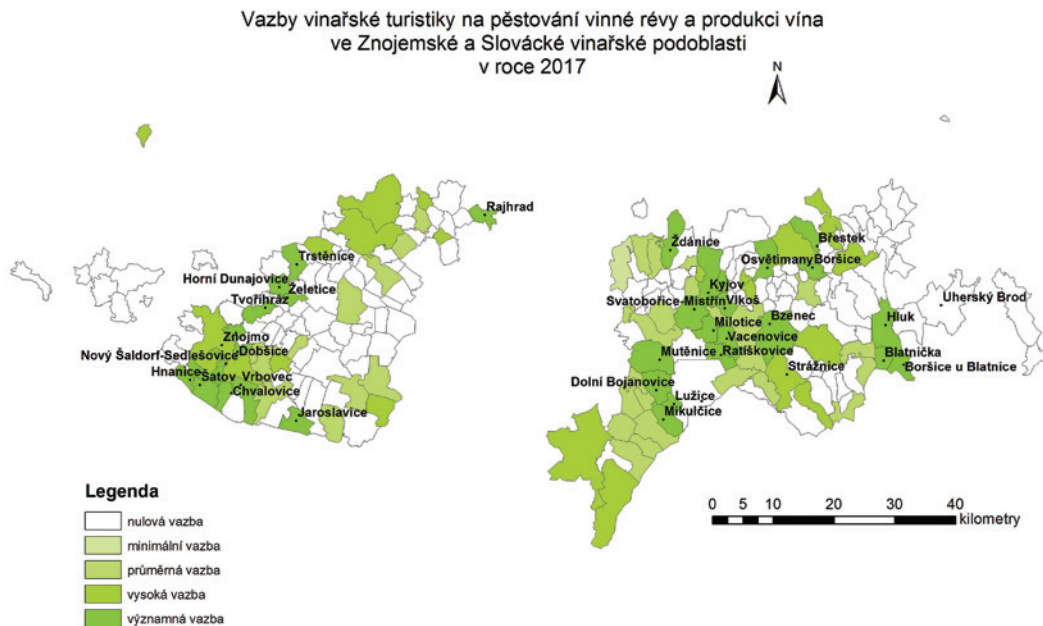 Vazby vinařské turistiky na pěstování vinné révy a produkci vína
ve Znojemské a Slovácké vinařské podoblasti
v roce 2017
N
Rajhrad
Trstěnice
Horní Dunajovice
Želetice
Tvořihráz
Znojmo
Dobšice
Nový Šaldorf-Sedlešovice
Hnanice
Šatov
Vrbovec
Chvalovice
Jaroslavice
Ždánice
Břestek
Osvětimany
Boršice
Kyjov
Svatobořice-Mistřín
Vlkoš
Uherský Brod
Milotice
Bzenec
Hluk
Vacenovice
Mutěnice
Ratíškovice
Blatnička
Strážnice
Boršice u Blatnice
Dolní Bojanovice
Lužice
Mikulčice
Legenda
nulová vazba
minimální vazba
průměrná vazba
vysoká vazba
významná vazba
0 5 10 20 30 40
kilometry